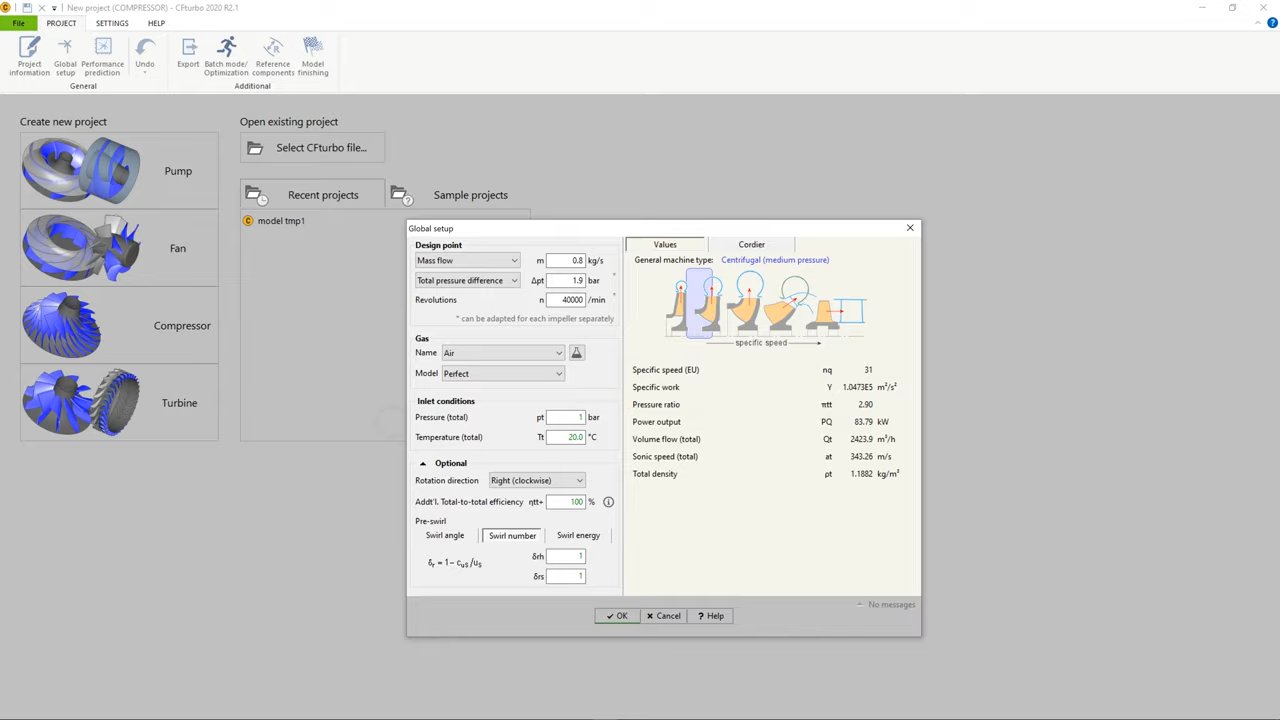 New project (COMPRESSOR) - CFturbo 2020 R2.1
File PROJECT SETTINGS HELP
Project information
Global setup
Performance prediction
Undo
Export
Batch mode/ Optimization
Reference components
Model finishing
General
Additional
Create new project
Pump
Fan
Compressor
Turbine
Open existing project
Select CFturbo file...
Recent projects
Sample projects
model tmp1
Global setup
Design point
Mass flow m 0.8 kg/s
Total pressure difference Δpt 1.9 bar *
Revolutions n 40000 /min *
* can be adapted for each impeller separately
Gas
Name Air
Model Perfect
Inlet conditions
Pressure (total) pt 1 bar
Temperature (total) Tt 20.0 °C
Optional
Rotation direction Right (clockwise)
Addt'l. Total-to-total efficiency ηtt+ 100 %
Pre-swirl
Swirl angle Swirl number Swirl energy
δr = 1− cuS/uS
δrh 1
δrs 1
Values Cordier
General machine type: Centrifugal (medium pressure)
specific speed
Specific speed (EU) nq 31
Specific work Y 1.0473E5 m²/s²
Pressure ratio πtt 2.90
Power output PQ 83.79 kW
Volume flow (total) Qt 2423.9 m³/h
Sonic speed (total) at 343.26 m/s
Total density ρt 1.1882 kg/m³
No messages
OK Cancel ? Help